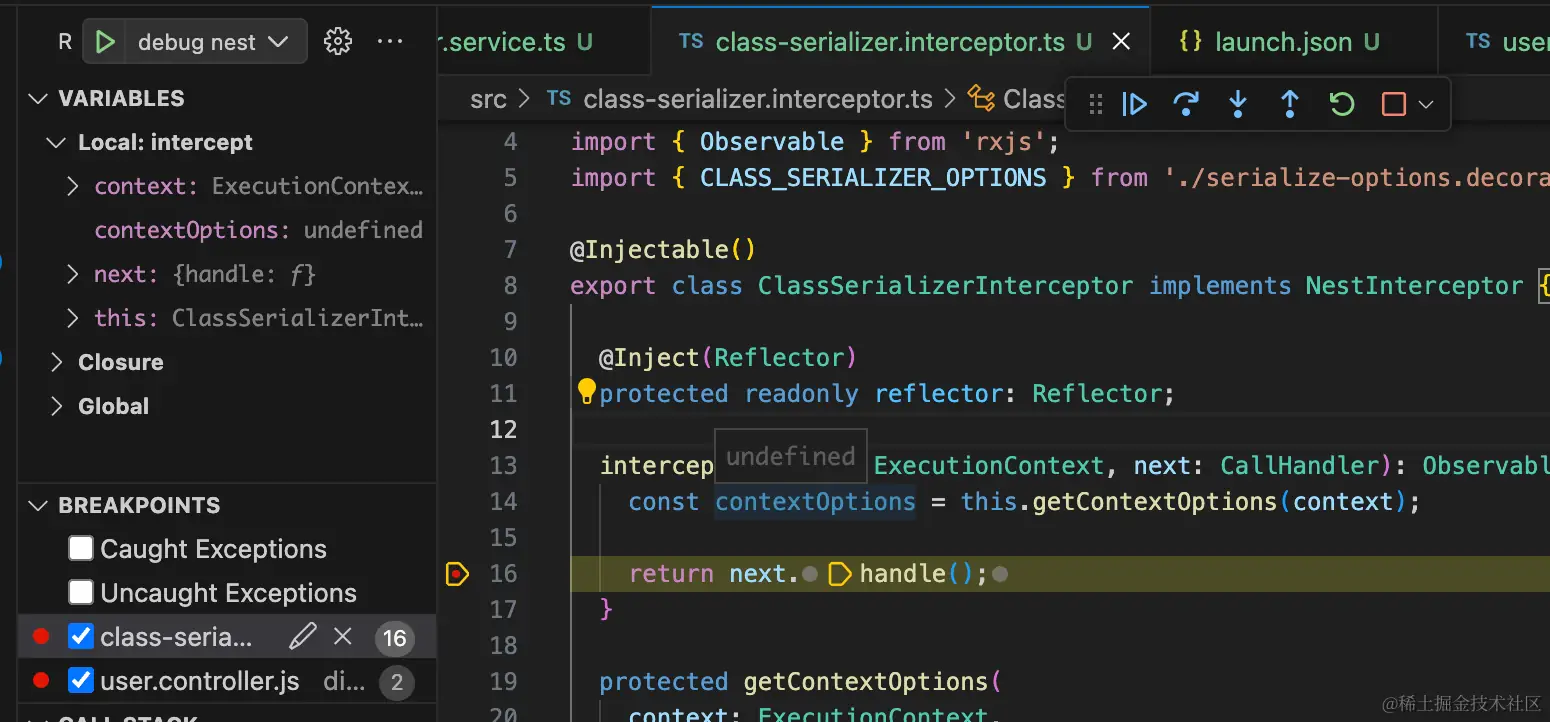 R debug nest
VARIABLES
Local: intercept
context: ExecutionContex…
contextOptions: undefined
next: {handle: ƒ}
this: ClassSerializerInt…
Closure
Global
BREAKPOINTS
Caught Exceptions
Uncaught Exceptions
class-seria... 16
user.controller.js di... 2
CALL STACK
r.service.ts U
TS class-serializer.interceptor.ts U
{} launch.json U
TS user
src > TS class-serializer.interceptor.ts > Class
4 import { Observable } from 'rxjs';
5 import { CLASS_SERIALIZER_OPTIONS } from './serialize-options.decora
6
7 @Injectable()
8 export class ClassSerializerInterceptor implements NestInterceptor {
9
10 @Inject(Reflector)
11 protected readonly reflector: Reflector;
12
undefined
13 intercep ExecutionContext, next: CallHandler): Observabl
14 const contextOptions = this.getContextOptions(context);
15
16 return next.handle();
17 }
18
19 protected getContextOptions(
20 context: ExecutionContext,
@稀土掘金技术社区